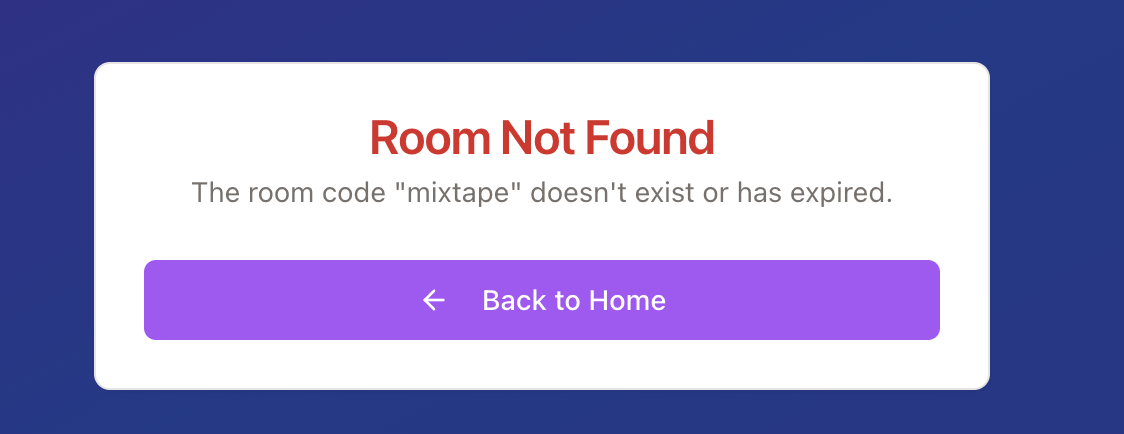 Room Not Found
The room code "mixtape" doesn't exist or has expired.
Back to Home